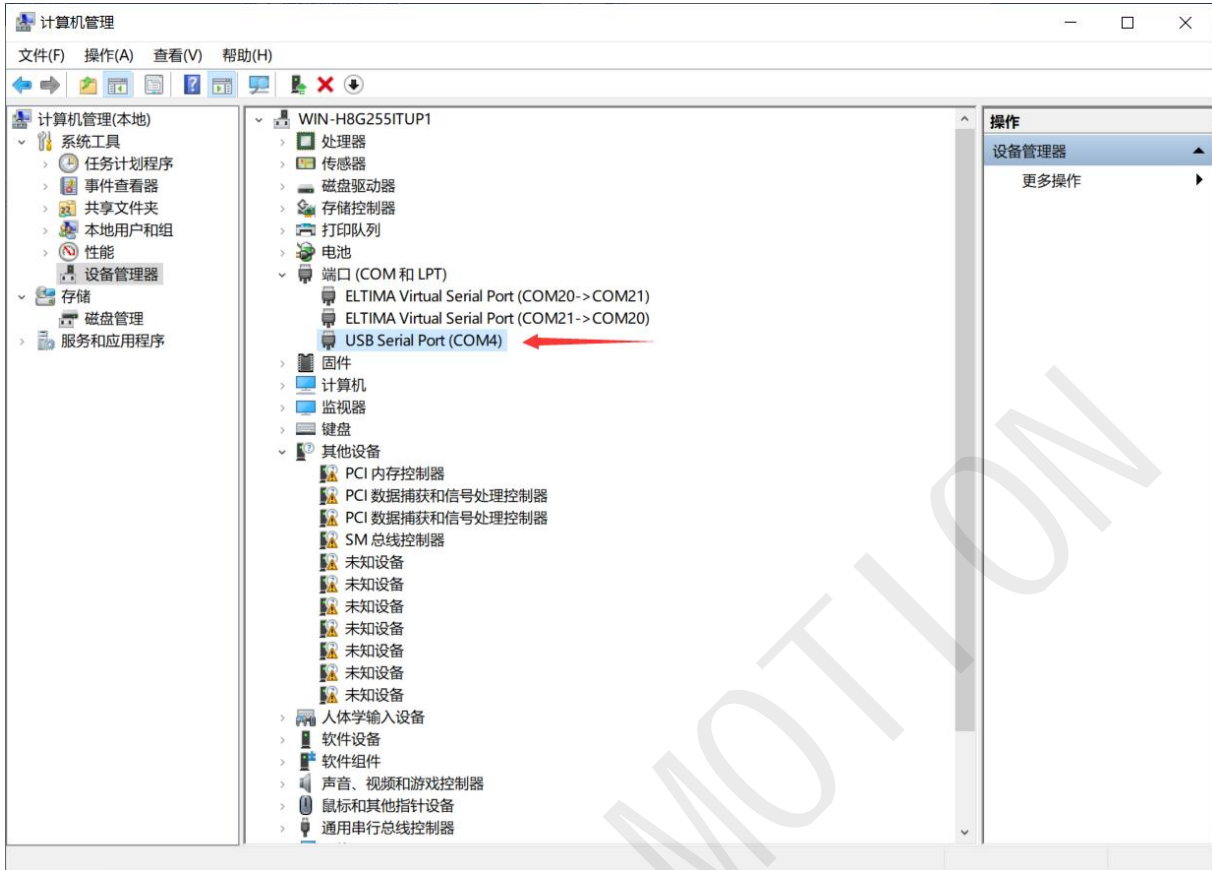 计算机管理
文件(F) 操作(A) 查看(V) 帮助(H)
计算机管理(本地)
系统工具
任务计划程序
事件查看器
共享文件夹
本地用户和组
性能
设备管理器
存储
磁盘管理
服务和应用程序
WIN-H8G255ITUP1
处理器
传感器
磁盘驱动器
存储控制器
打印队列
电池
端口 (COM 和 LPT)
ELTIMA Virtual Serial Port (COM20->COM21)
ELTIMA Virtual Serial Port (COM21->COM20)
USB Serial Port (COM4)
固件
计算机
监视器
键盘
其他设备
PCI 内存控制器
PCI 数据捕获和信号处理控制器
PCI 数据捕获和信号处理控制器
SM 总线控制器
未知设备
未知设备
未知设备
未知设备
未知设备
未知设备
未知设备
人体学输入设备
软件设备
软件组件
声音、视频和游戏控制器
鼠标和其他指针设备
通用串行总线控制器
操作
设备管理器
更多操作
MOTION